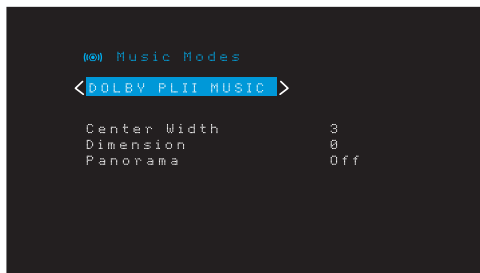 Music Modes
< DOLBY PLII MUSIC >
Center Width 3
Dimension 0
Panorama Off